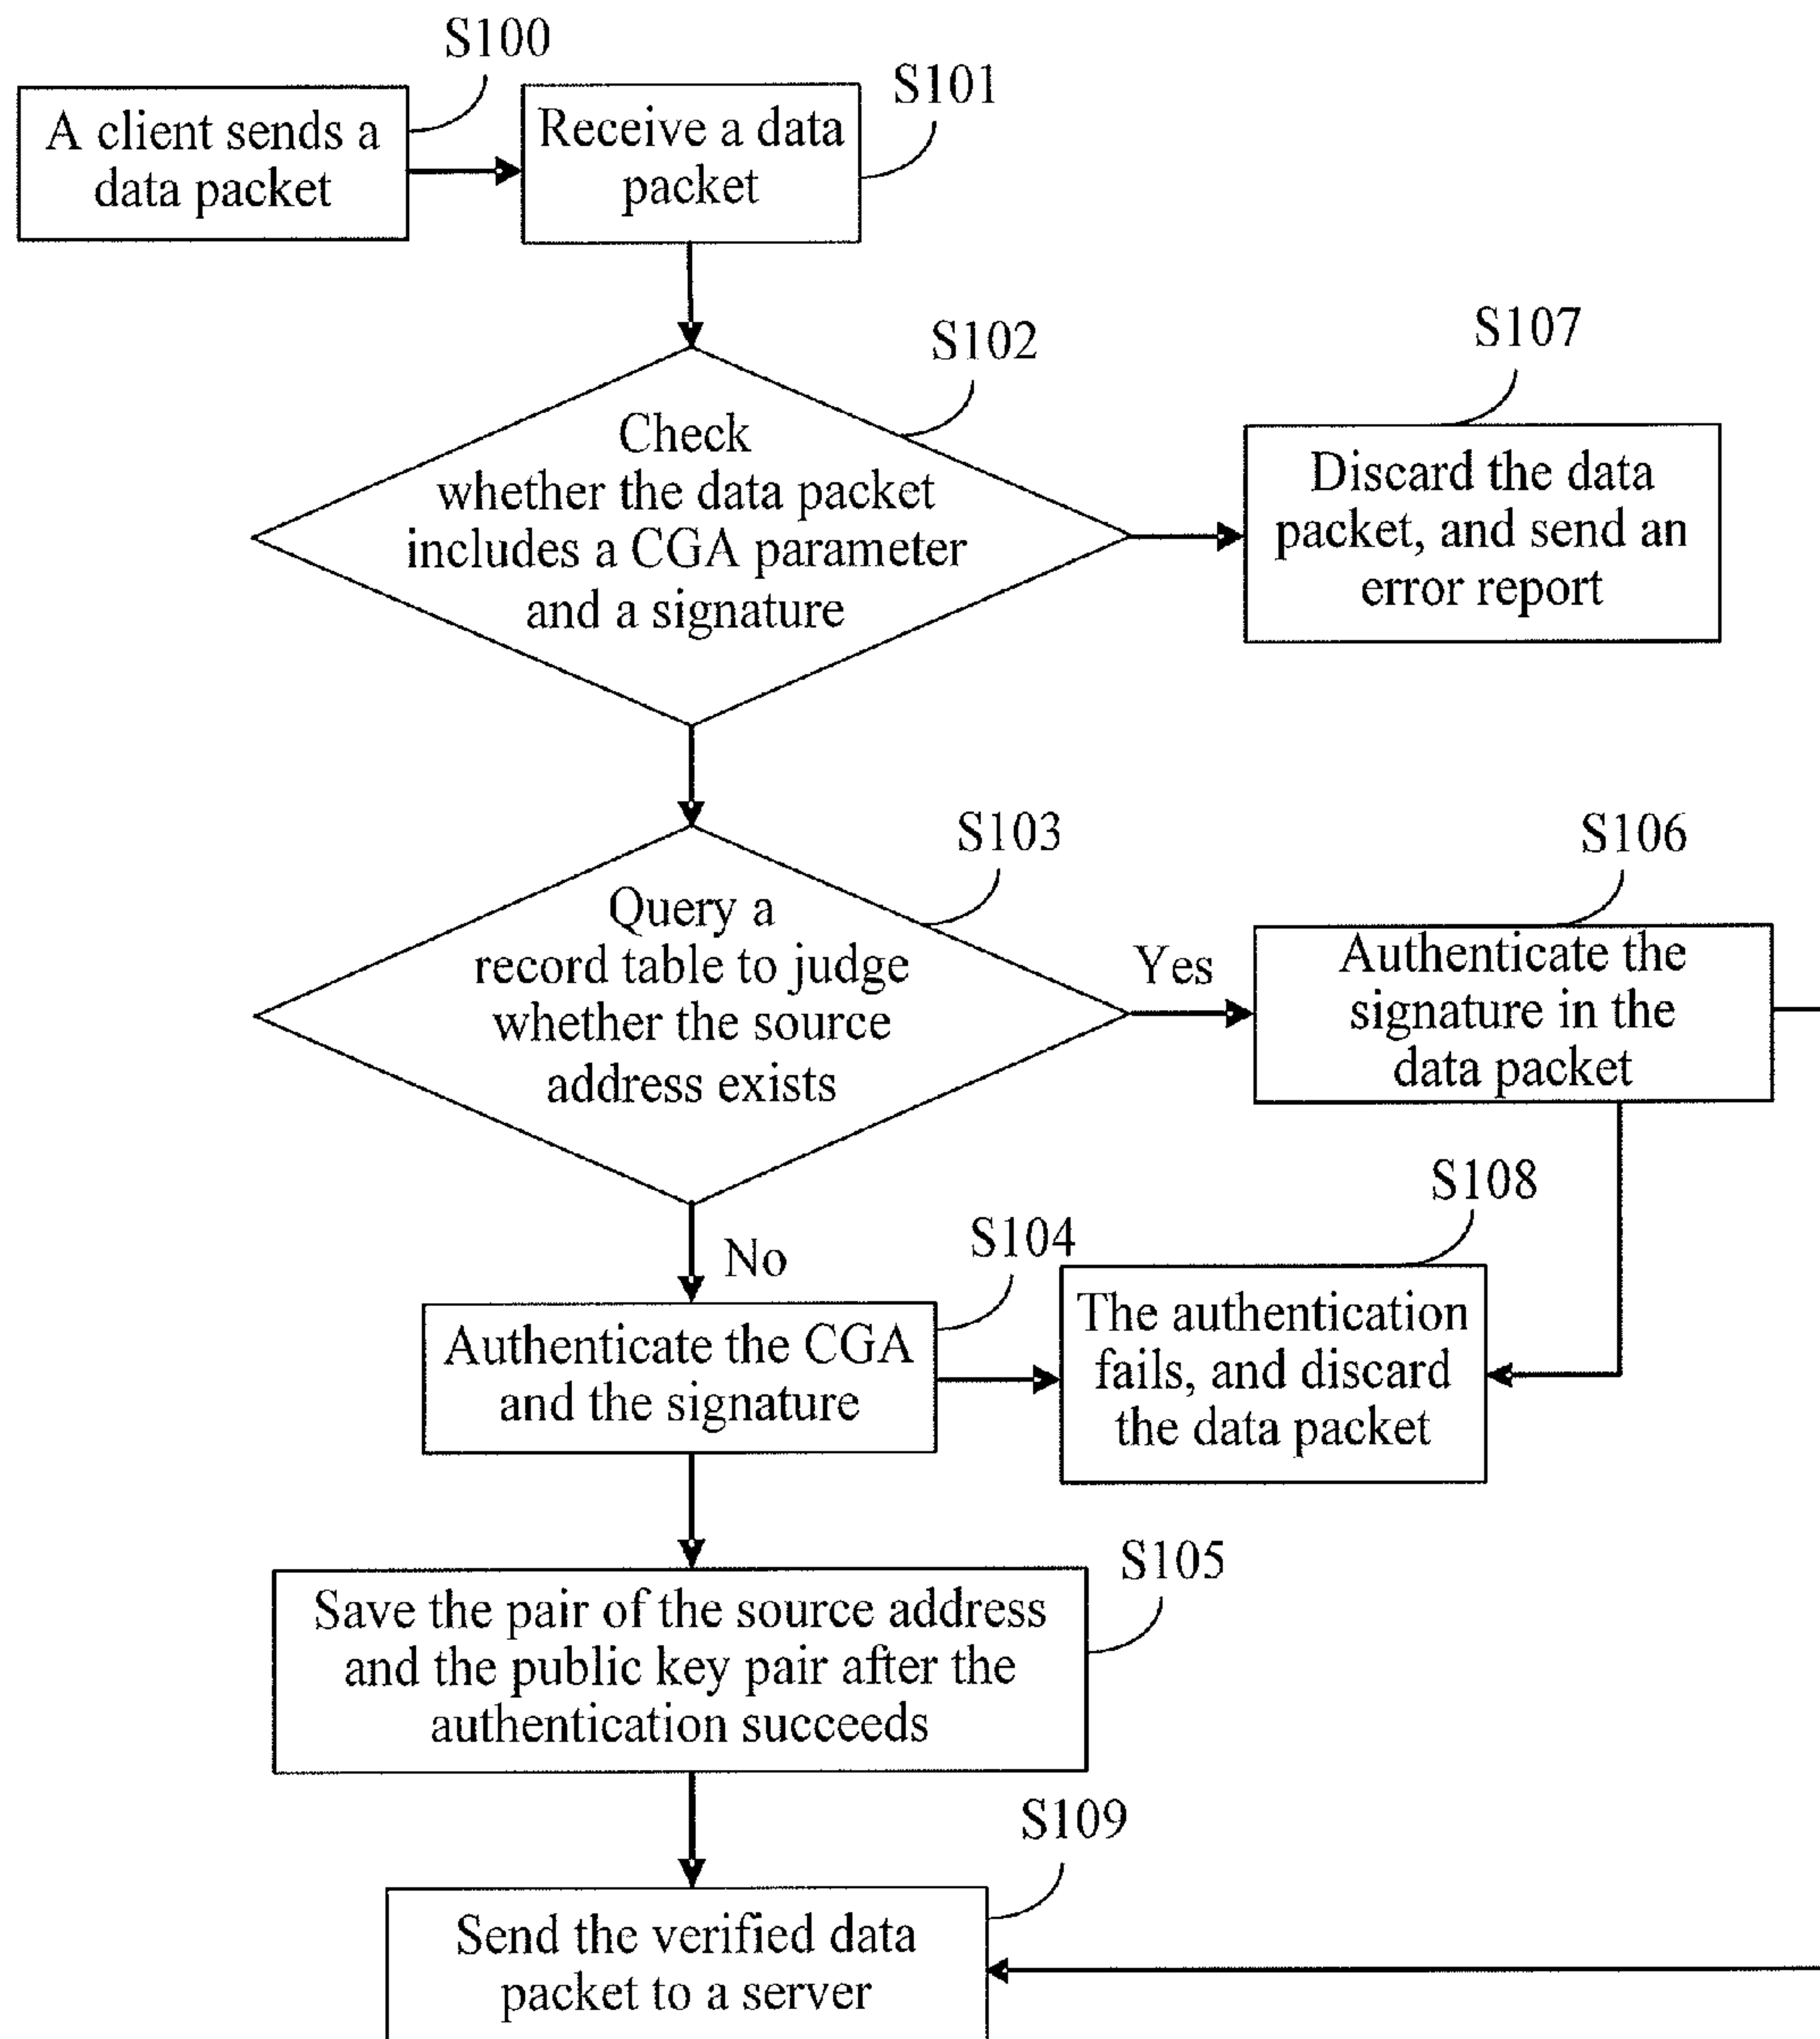 S100
A client sends a
data packet
S101
Receive a data
packet
S102
Check
whether the data packet
includes a CGA parameter
and a signature
S107
Discard the data
packet, and send an
error report
S103
Query a
record table to judge
whether the source
address exists
Yes
S106
Authenticate the
signature in the
data packet
No
S104
Authenticate the CGA
and the signature
S108
The authentication
fails, and discard
the data packet
S105
Save the pair of the source address
and the public key pair after the
authentication succeeds
S109
Send the verified data
packet to a server